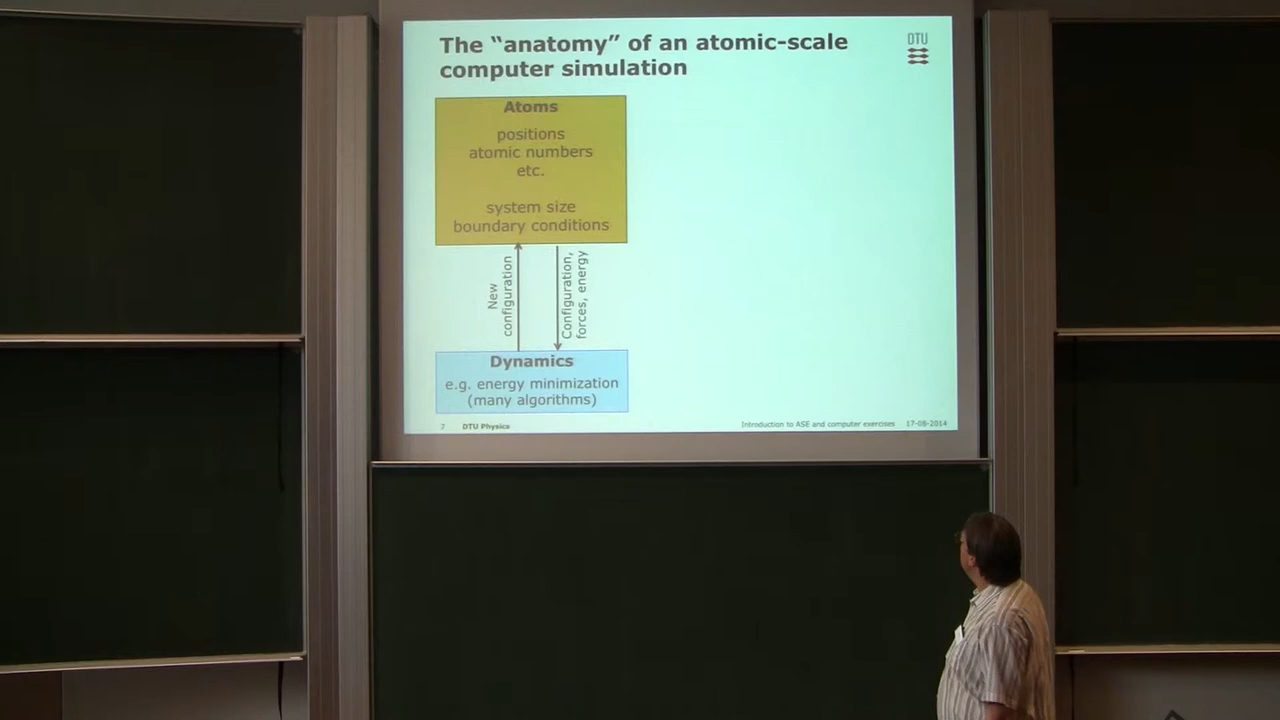 The “anatomy” of an atomic-scale
computer simulation
DTU
Atoms
positions
atomic numbers
etc.
system size
boundary conditions
New
configuration
Configuration,
forces, energy
Dynamics
e.g. energy minimization
(many algorithms)
7 DTU Physics
Introduction to ASE and computer exercises 17-08-2014